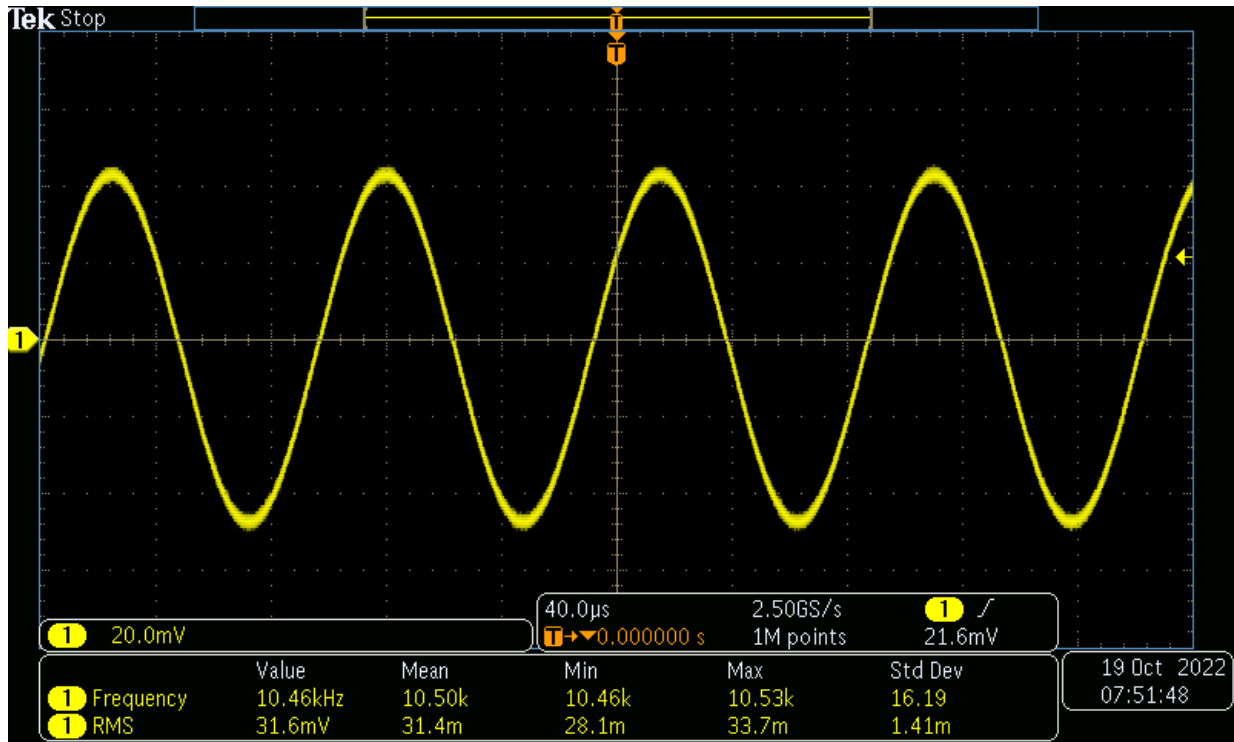 Tek Stop
T
T
1
1 20.0mV
40.0µs 2.50GS/s 1
T→▼0.000000 s 1M points 21.6mV
Value Mean Min Max Std Dev
1 Frequency 10.46kHz 10.50k 10.46k 10.53k 16.19
1 RMS 31.6mV 31.4m 28.1m 33.7m 1.41m
19 Oct 2022
07:51:48